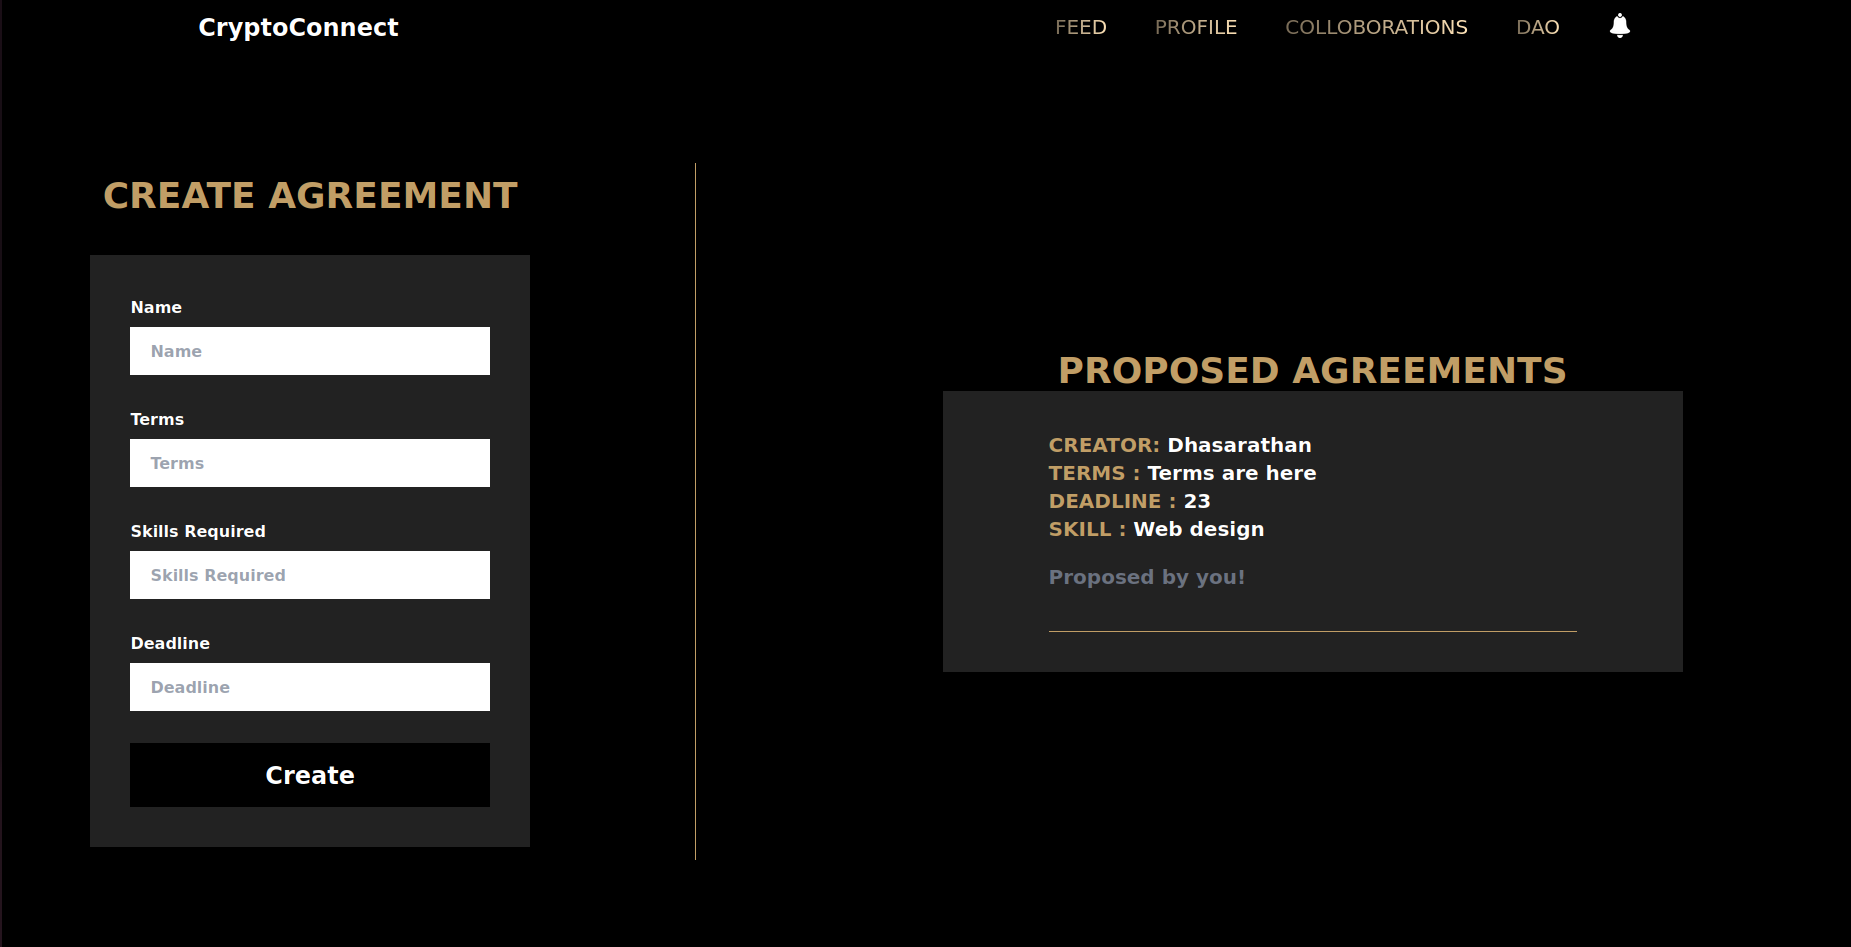 CryptoConnect
FEED PROFILE COLLOBORATIONS DAO
CREATE AGREEMENT
Name
Name
Terms
Terms
Skills Required
Skills Required
Deadline
Deadline
Create
PROPOSED AGREEMENTS
CREATOR: Dhasarathan
TERMS : Terms are here
DEADLINE : 23
SKILL : Web design
Proposed by you!